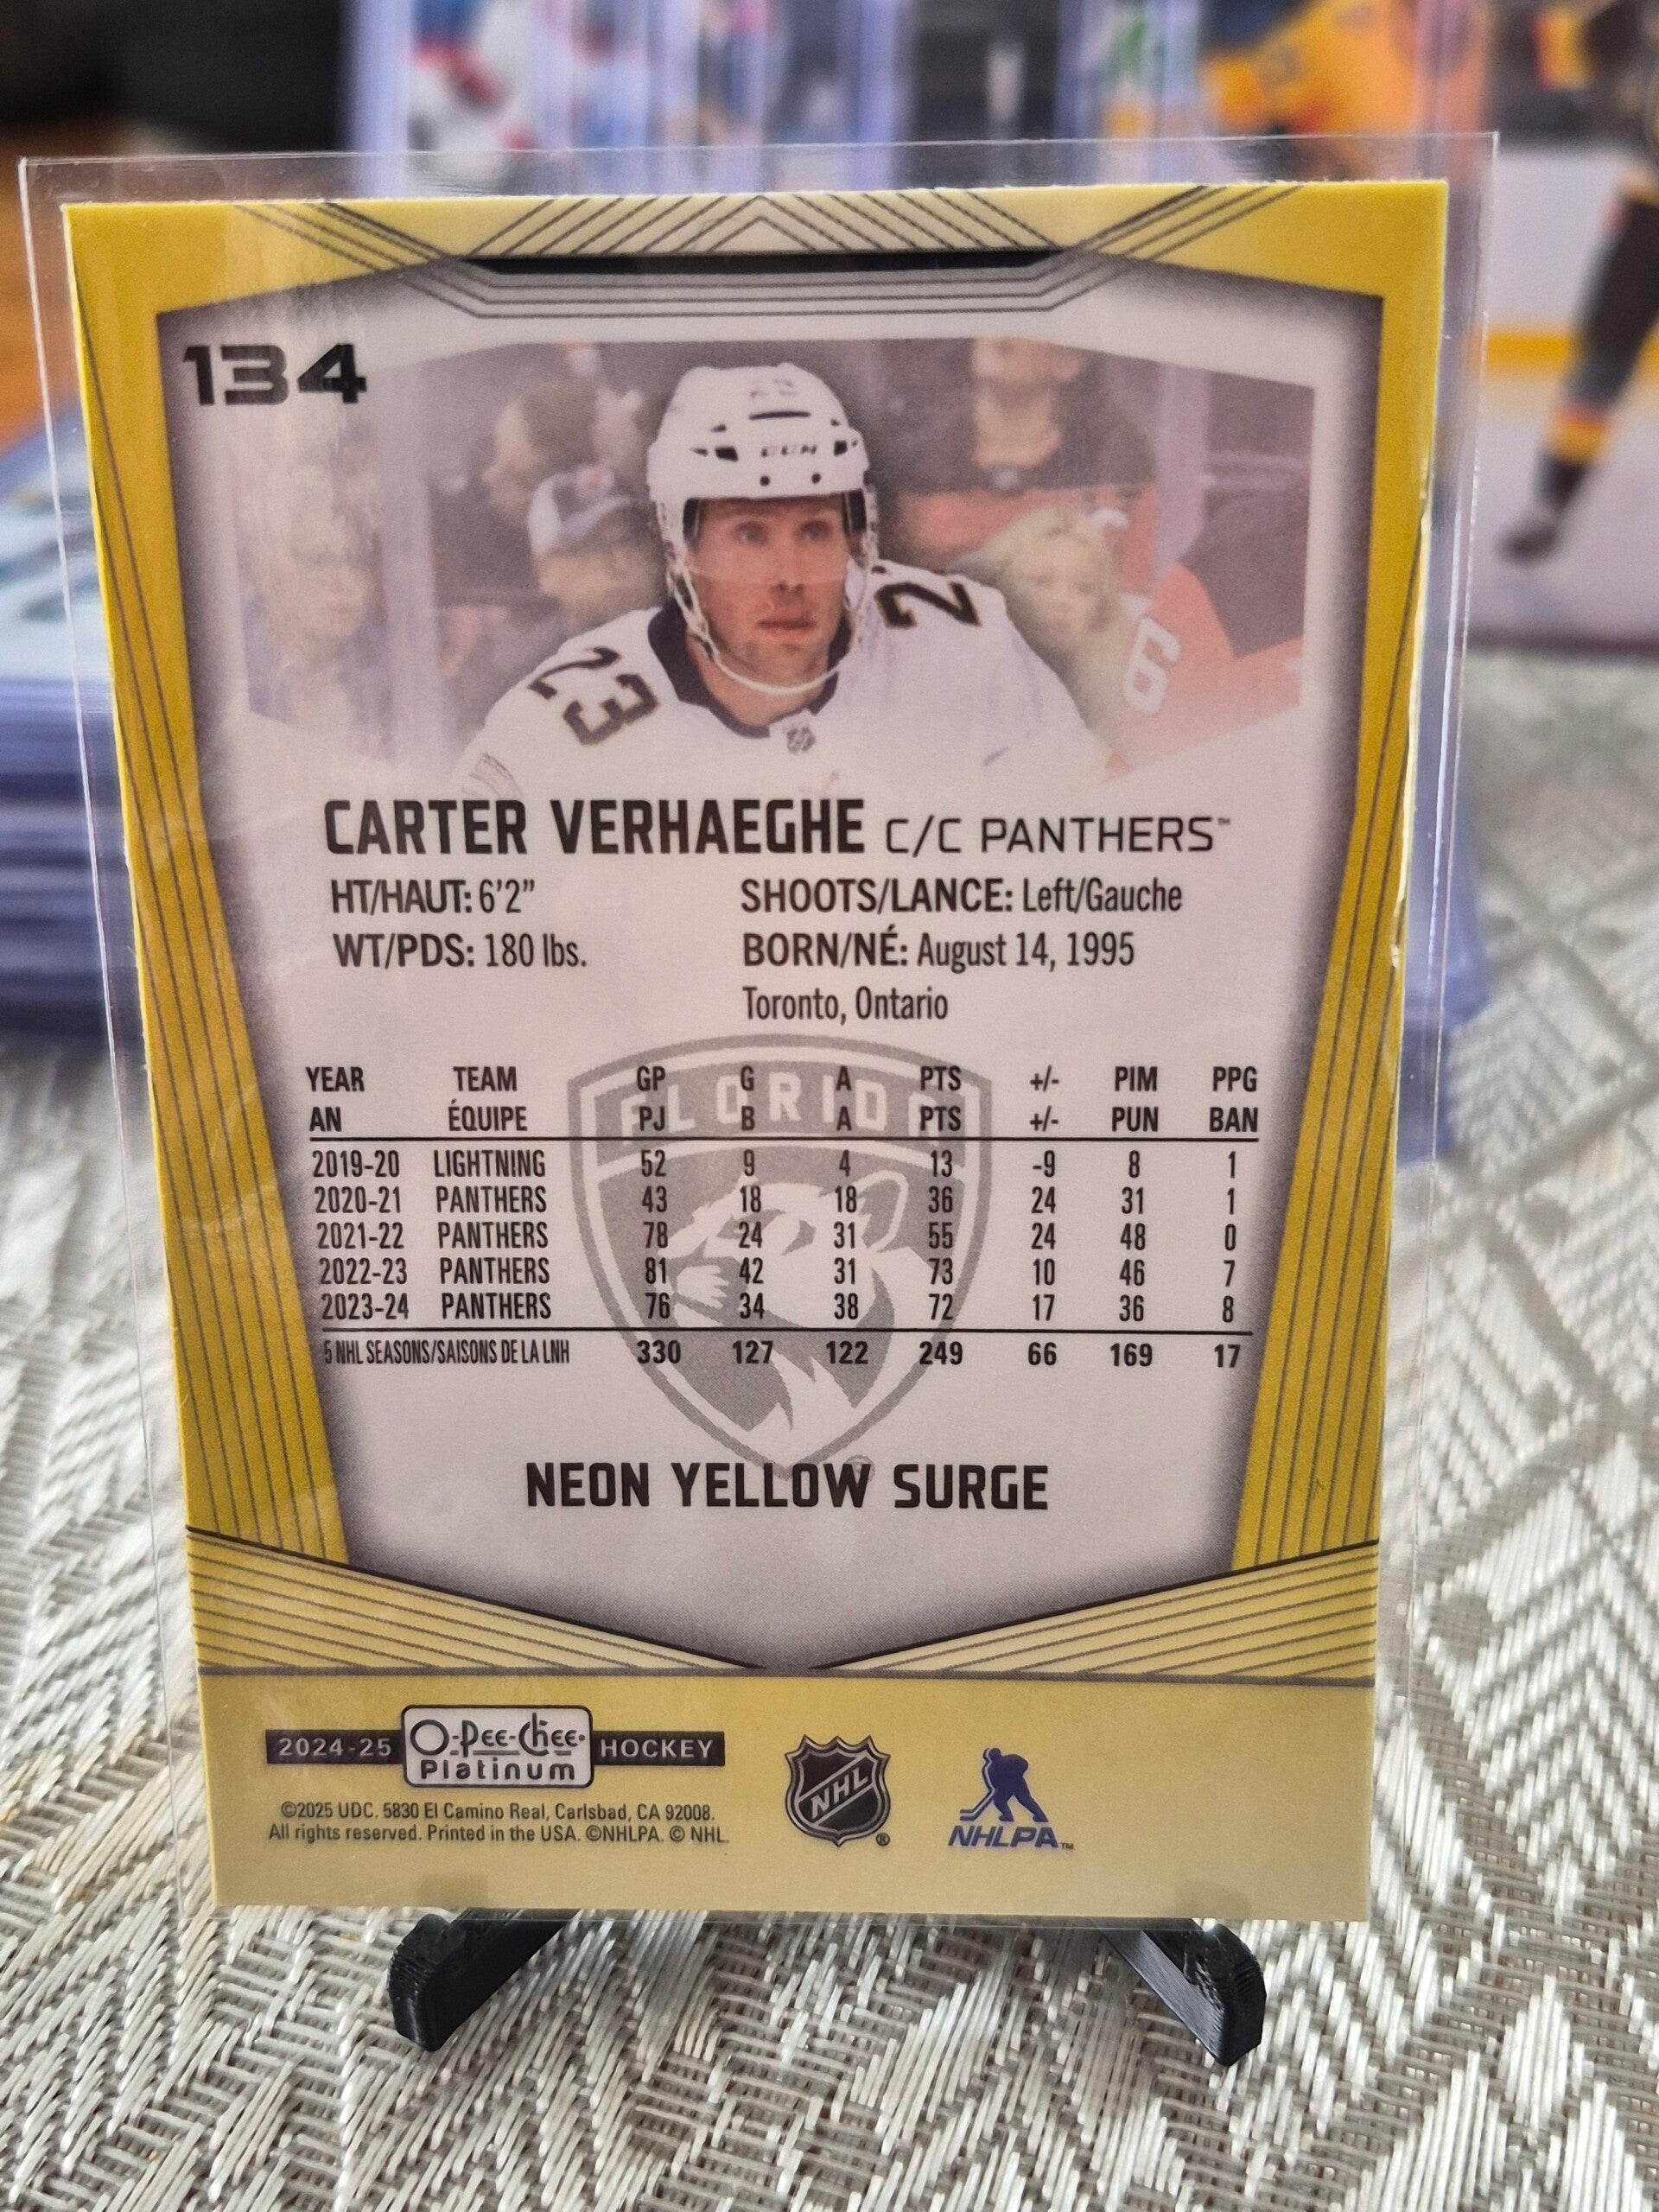 134
CCM
23
2
6
CARTER VERHAEGHE C/C PANTHERS™
HT/HAUT: 6'2" SHOOTS/LANCE: Left/Gauche
WT/PDS: 180 lbs. BORN/NÉ: August 14, 1995
Toronto, Ontario
FLORIDA
YEAR TEAM GP G A PTS +/- PIM PPG
AN ÉQUIPE PJ B A PTS +/- PUN BAN
2019-20 LIGHTNING 52 9 4 13 -9 8 1
2020-21 PANTHERS 43 18 18 36 24 31 1
2021-22 PANTHERS 78 24 31 55 24 48 0
2022-23 PANTHERS 81 42 31 73 10 46 7
2023-24 PANTHERS 76 34 38 72 17 36 8
5 NHL SEASONS/SAISONS DE LA LNH 330 127 122 249 66 169 17
NEON YELLOW SURGE
2024-25 O-Pee-Chee Platinum HOCKEY
©2025 UDC. 5830 El Camino Real, Carlsbad, CA 92008.
All rights reserved. Printed in the USA. ©NHLPA. © NHL.
NHL®
NHLPA™